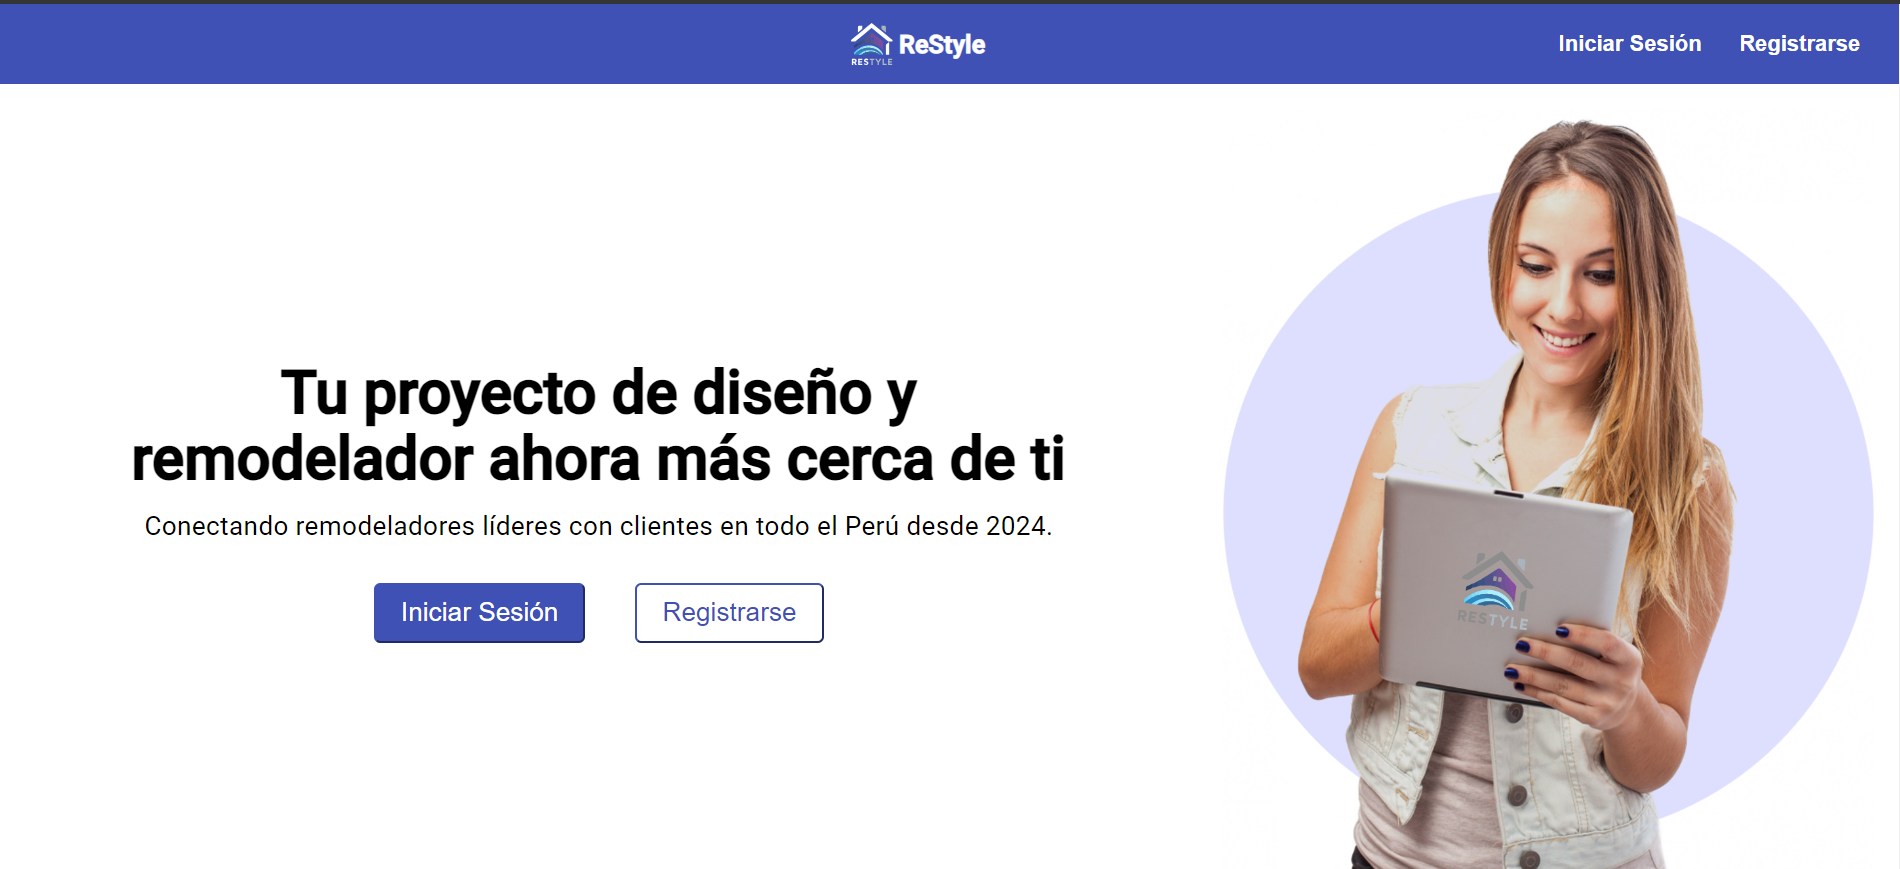 RESTYLE
ReStyle
Iniciar Sesión
Registrarse
Tu proyecto de diseño y
remodelador ahora más cerca de ti
Conectando remodeladores líderes con clientes en todo el Perú desde 2024.
Iniciar Sesión
Registrarse
RESTYLE